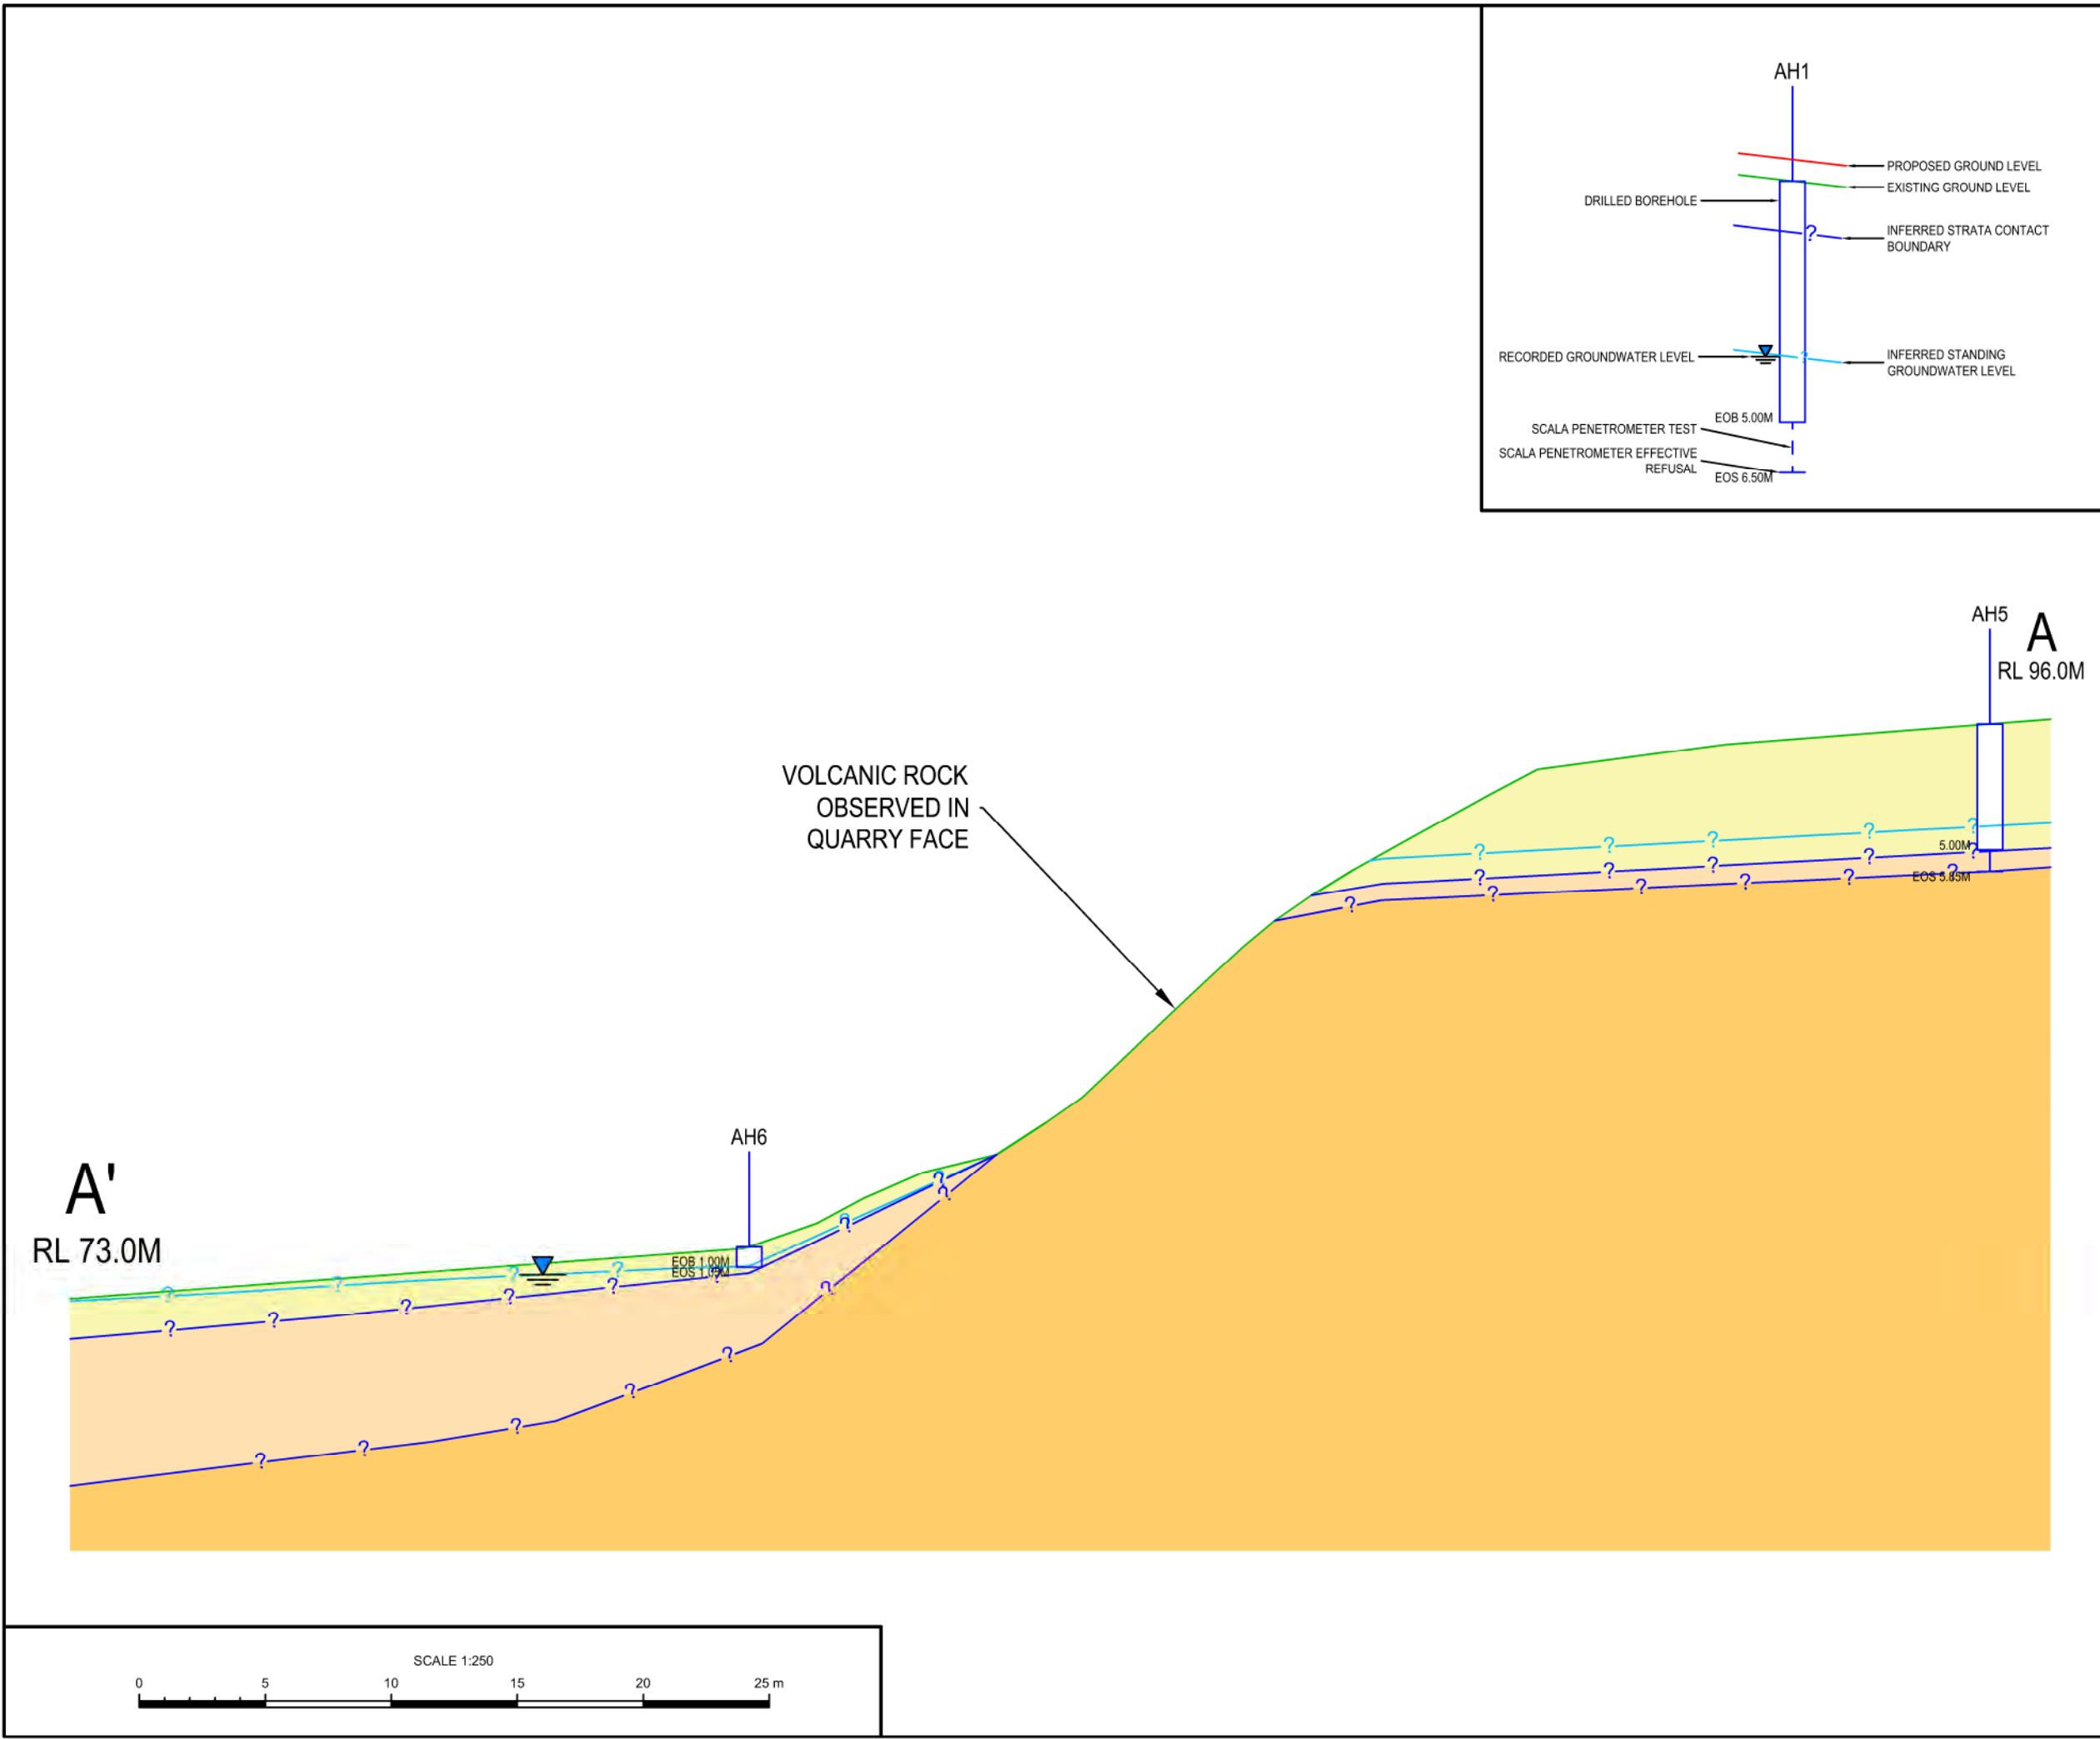 AH1
PROPOSED GROUND LEVEL
EXISTING GROUND LEVEL
DRILLED BOREHOLE
INFERRED STRATA CONTACT
BOUNDARY
?
RECORDED GROUNDWATER LEVEL
?
INFERRED STANDING
GROUNDWATER LEVEL
EOB 5.00M
SCALA PENETROMETER TEST
SCALA PENETROMETER EFFECTIVE
REFUSAL
EOS 6.50M
AH5
A
RL 96.0M
VOLCANIC ROCK
OBSERVED IN
QUARRY FACE
? ? ? ? ?
5.00M
? ? ? ? ?
? ? ? ? ? ?
EOS 5.85M
AH6
A'
RL 73.0M
EOB 1.00M
? ? ? ? ? ?
? ? ? ? ? ? ? ?
? ? ? ? ? ? ?
SCALE 1:250
0 5 10 15 20 25 m